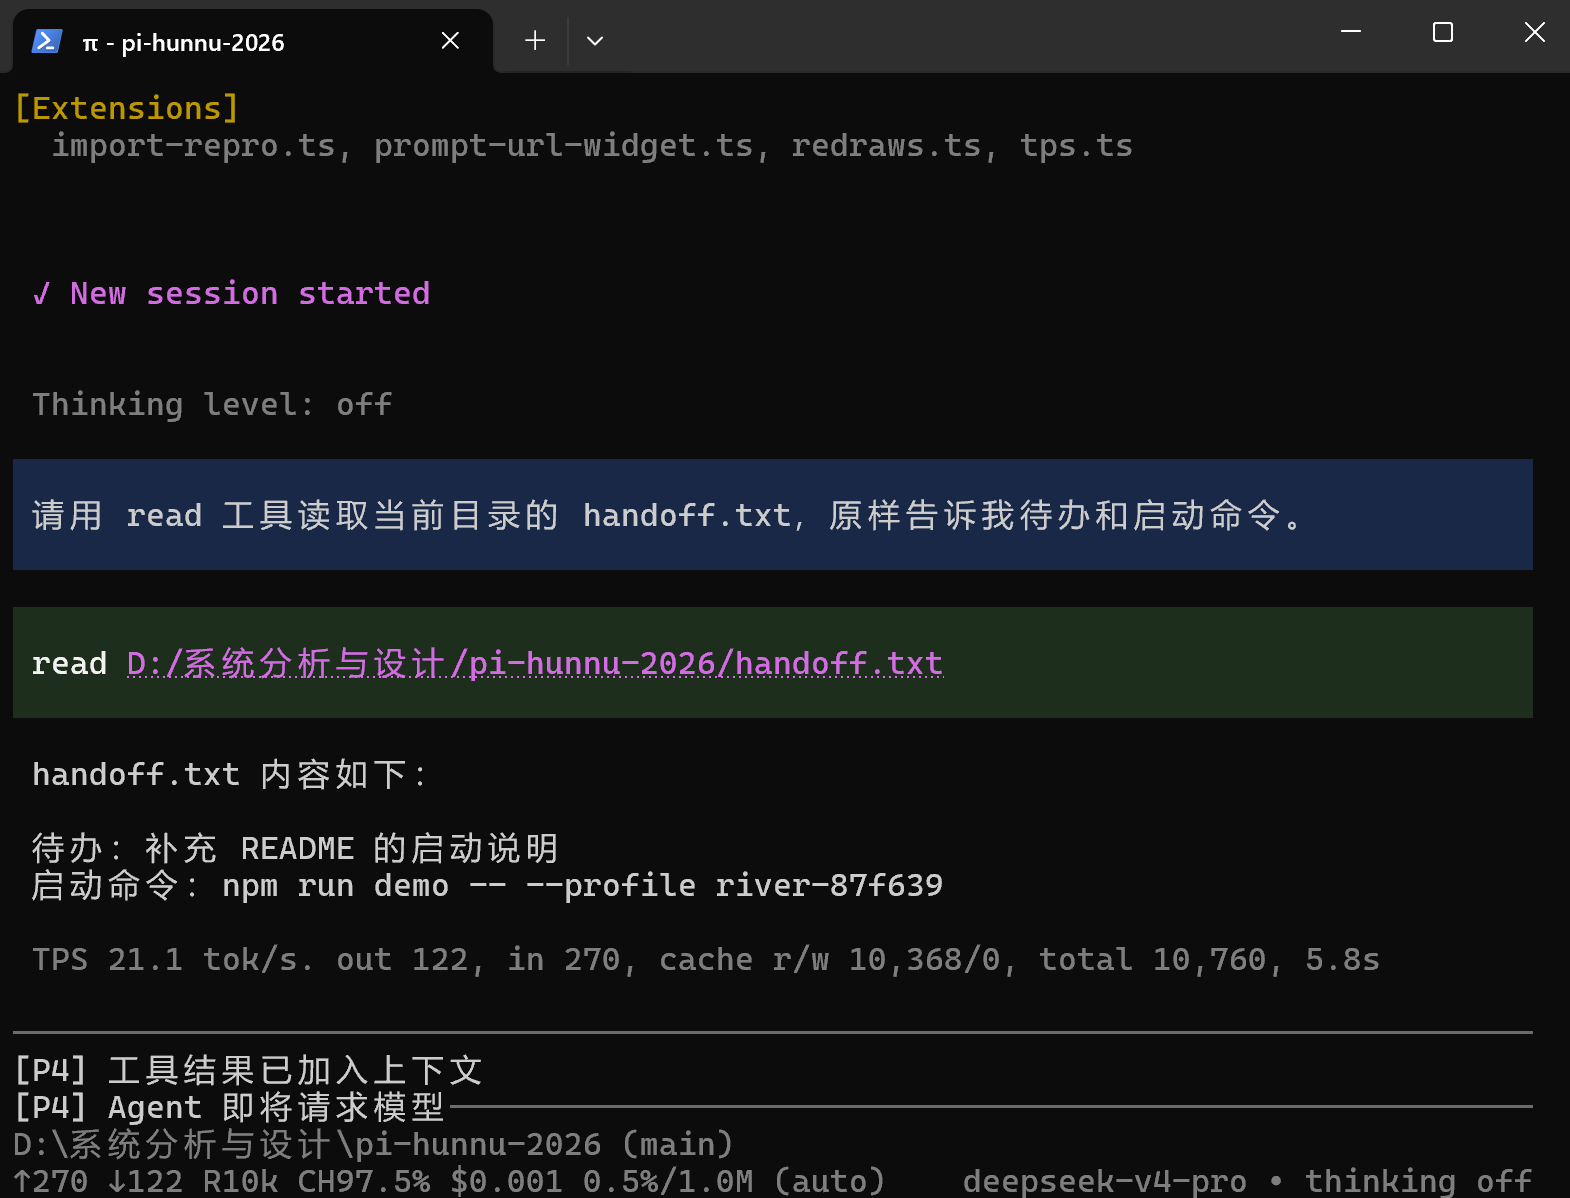 π - pi-hunnu-2026
[Extensions]
import-repro.ts, prompt-url-widget.ts, redraws.ts, tps.ts
✓ New session started
Thinking level: off
请用 read 工具读取当前目录的 handoff.txt, 原样告诉我待办和启动命令。
read D:/系统分析与设计/pi-hunnu-2026/handoff.txt
handoff.txt 内容如下:
待办: 补充 README 的启动说明
启动命令: npm run demo -- --profile river-87f639
TPS 21.1 tok/s. out 122, in 270, cache r/w 10,368/0, total 10,760, 5.8s
[P4] 工具结果已加入上下文
[P4] Agent 即将请求模型
D:\系统分析与设计\pi-hunnu-2026 (main)
↑270 ↓122 R10k CH97.5% $0.001 0.5%/1.0M (auto) deepseek-v4-pro • thinking off